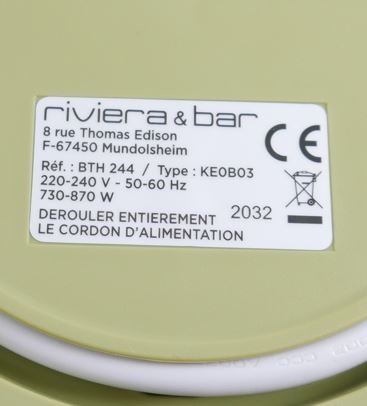 riviera & bar
8 rue Thomas Edison
F-67450 Mundolsheim
Réf. : BTH 244 / Type : KE0B03
220-240 V - 50-60 Hz
730-870 W
DEROULER ENTIEREMENT 2032
LE CORDON D'ALIMENTATION
CE